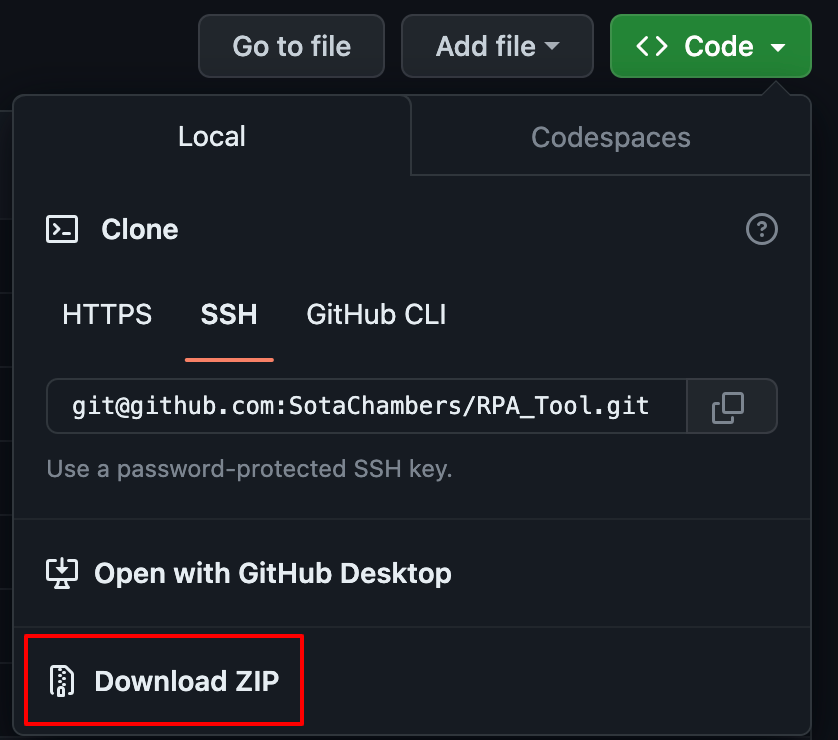 Go to file Add file <> Code
Local Codespaces
Clone
HTTPS SSH GitHub CLI
git@github.com:SotaChambers/RPA_Tool.git
Use a password-protected SSH key.
Open with GitHub Desktop
Download ZIP